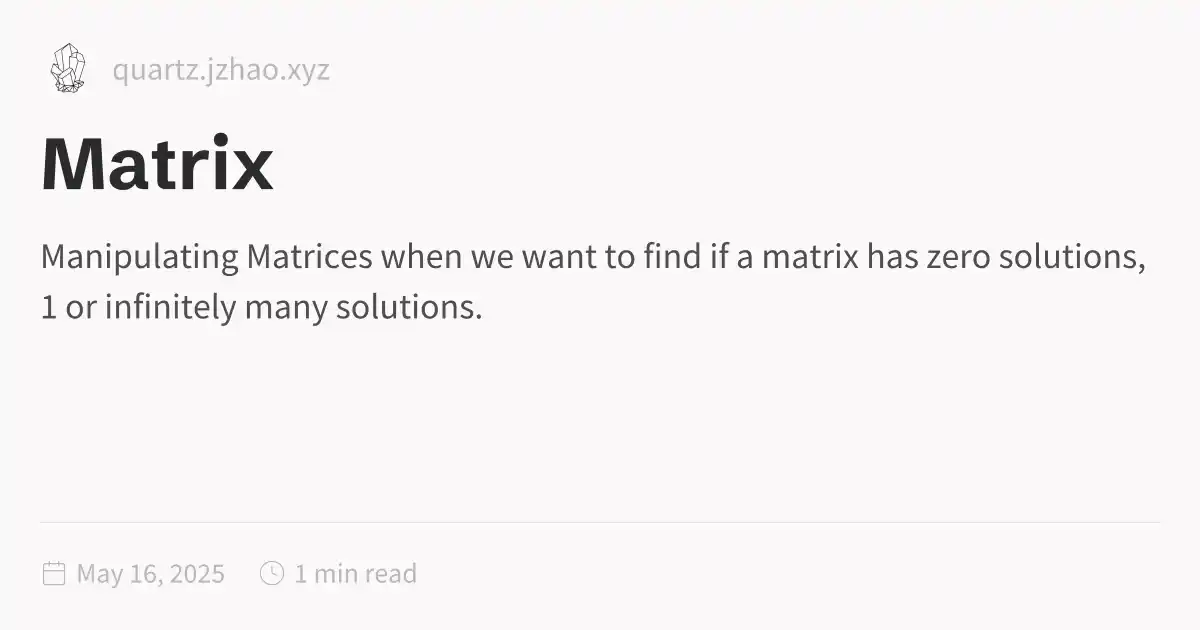 quartz.jzhao.xyz
Matrix
Manipulating Matrices when we want to find if a matrix has zero solutions,
1 or infinitely many solutions.
May 16, 2025 1 min read